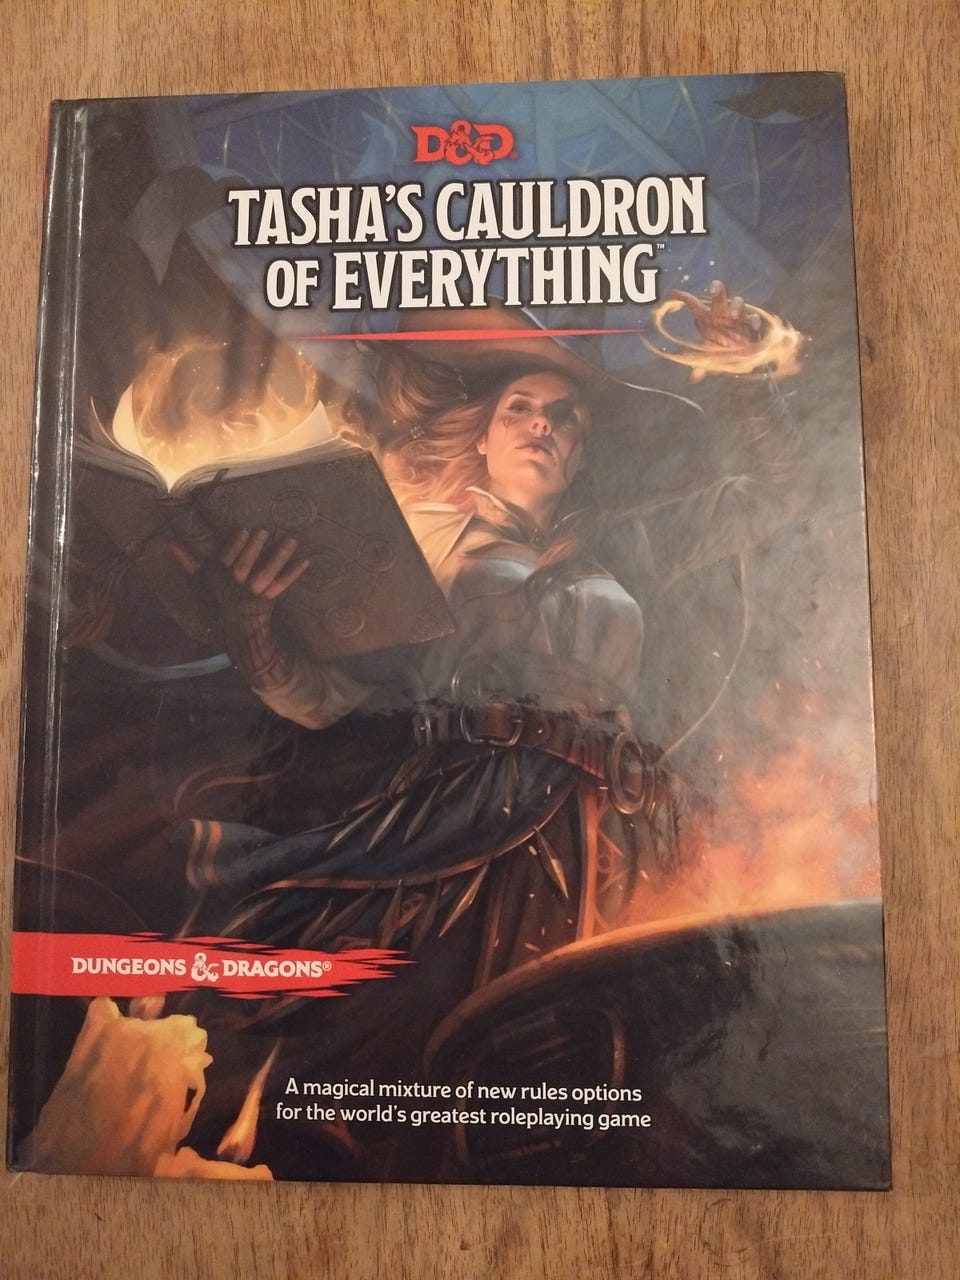 D&D®
TASHA'S CAULDRON
OF EVERYTHING™
DUNGEONS & DRAGONS®
A magical mixture of new rules options
for the world's greatest roleplaying game